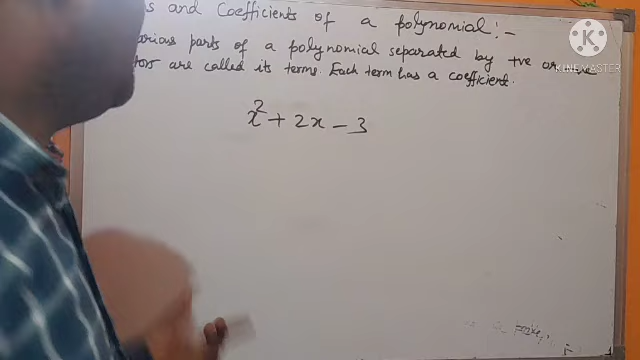 and Coefficients of a polynomial:-
parts of a polynomial separated by +ve or
are called its terms. Each term has a coefficient.
x² + 2x - 3
KINEMASTER